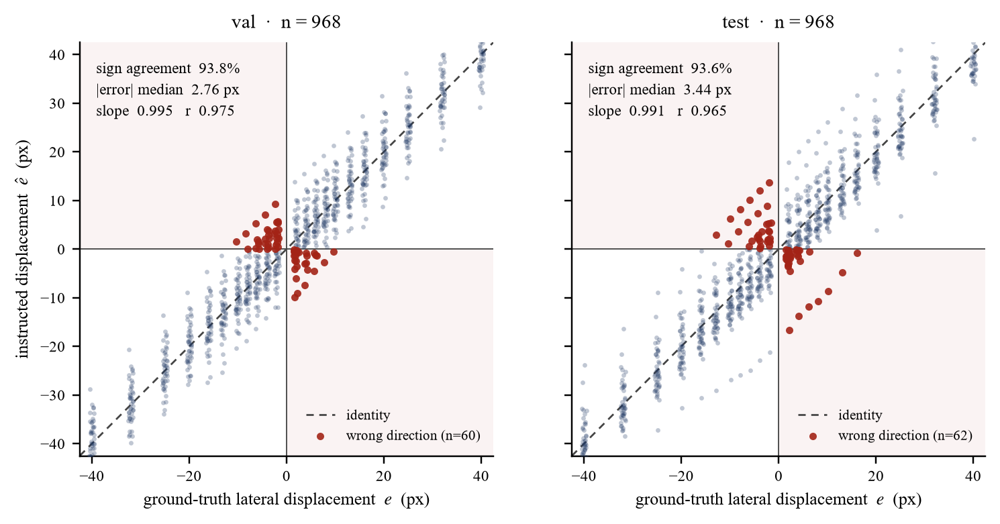 val · n = 968
sign agreement 93.8%
|error| median 2.76 px
slope 0.995 r 0.975
instructed displacement ê (px)
40
30
20
10
0
−10
−20
−30
−40
identity
wrong direction (n=60)
−40 −20 0 20 40
ground-truth lateral displacement e (px)
test · n = 968
sign agreement 93.6%
|error| median 3.44 px
slope 0.991 r 0.965
identity
wrong direction (n=62)
−40 −20 0 20 40
ground-truth lateral displacement e (px)